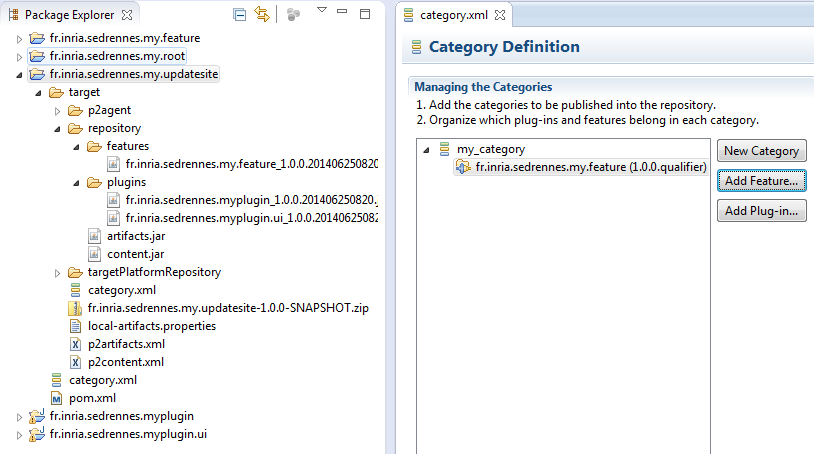 Package Explorer
fr.inria.sedrennes.my.feature
fr.inria.sedrennes.my.root
fr.inria.sedrennes.my.updatesite
target
p2agent
repository
features
fr.inria.sedrennes.my.feature_1.0.0.201406250820
plugins
fr.inria.sedrennes.myplugin_1.0.0.201406250820.
fr.inria.sedrennes.myplugin.ui_1.0.0.20140625082
artifacts.jar
content.jar
targetPlatformRepository
category.xml
fr.inria.sedrennes.my.updatesite-1.0.0-SNAPSHOT.zip
local-artifacts.properties
p2artifacts.xml
p2content.xml
category.xml
pom.xml
fr.inria.sedrennes.myplugin
fr.inria.sedrennes.myplugin.ui
category.xml
Category Definition
Managing the Categories
1. Add the categories to be published into the repository.
2. Organize which plug-ins and features belong in each category.
my_category
fr.inria.sedrennes.my.feature (1.0.0.qualifier)
New Category
Add Feature...
Add Plug-in...